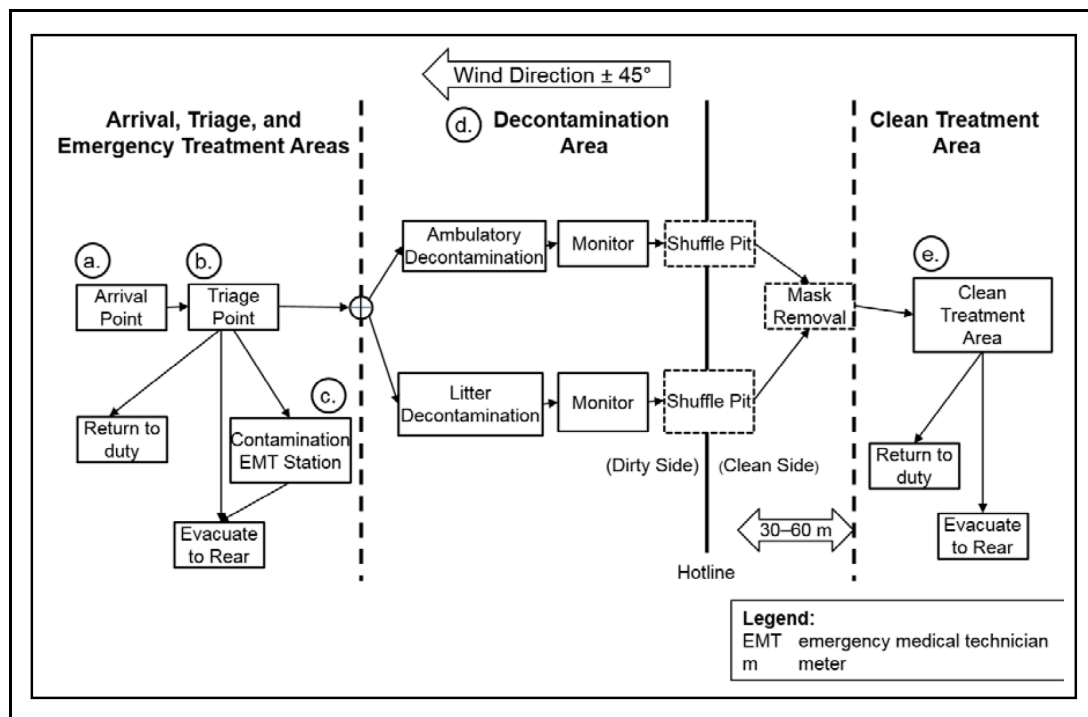 Wind Direction ± 45°
Arrival, Triage, and
Emergency Treatment Areas
d.
Decontamination
Area
Clean Treatment
Area
a.
Arrival
Point
b.
Triage
Point
c.
Contamination
EMT Station
Return to
duty
Evacuate
to Rear
Ambulatory
Decontamination
Monitor
Shuffle Pit
Litter
Decontamination
Monitor
Shuffle Pit
Mask
Removal
(Dirty Side)
(Clean Side)
30–60 m
Hotline
e.
Clean
Treatment
Area
Return to
duty
Evacuate
to Rear
Legend:
EMT emergency medical technician
m meter